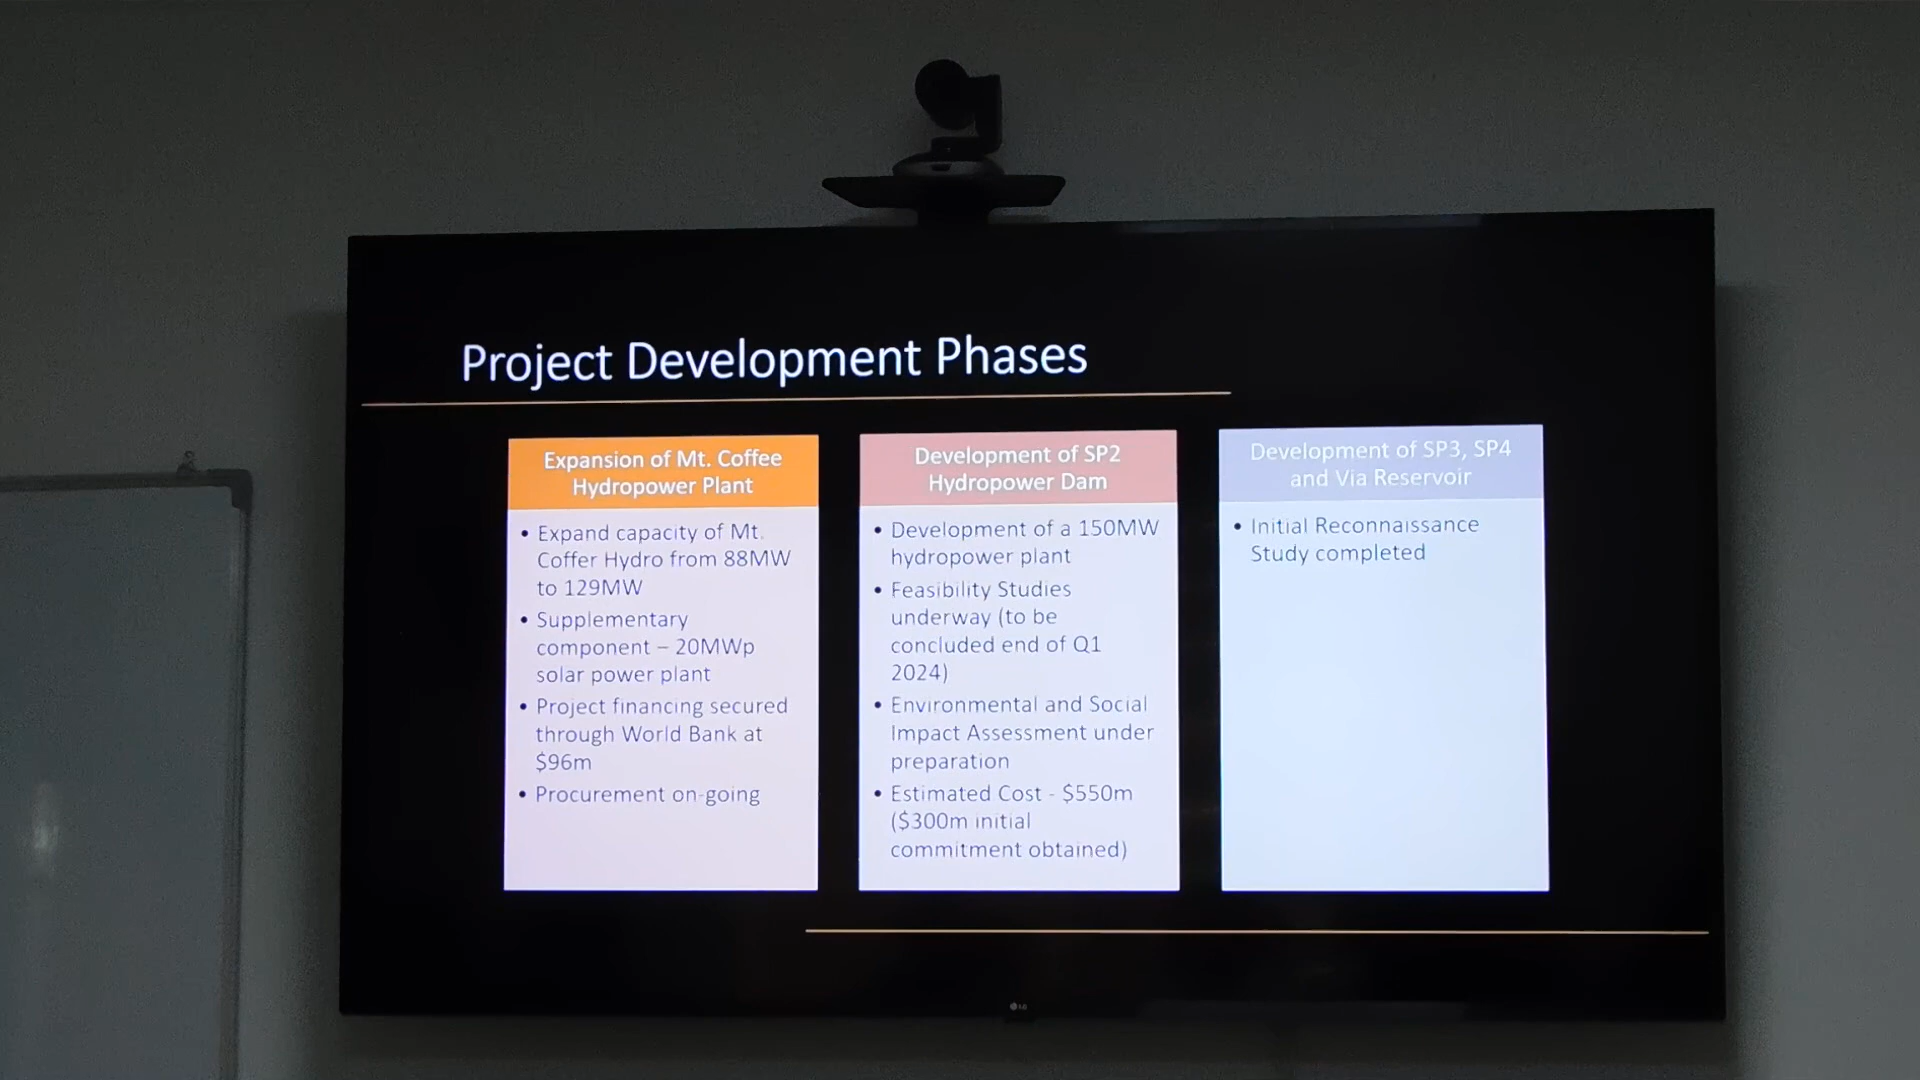 Project Development Phases
Expansion of Mt. Coffee
Hydropower Plant
• Expand capacity of Mt.
Coffer Hydro from 88MW
to 129MW
• Supplementary
component – 20MWp
solar power plant
• Project financing secured
through World Bank at
$96m
• Procurement on-going
Development of SP2
Hydropower Dam
• Development of a 150MW
hydropower plant
• Feasibility Studies
underway (to be
concluded end of Q1
2024)
• Environmental and Social
Impact Assessment under
preparation
• Estimated Cost - $550m
($300m initial
commitment obtained)
Development of SP3, SP4
and Via Reservoir
• Initial Reconnaissance
Study completed
LG